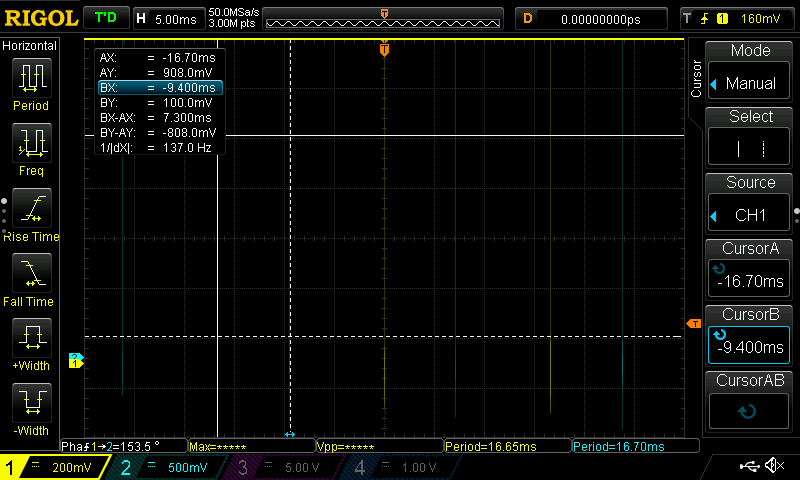 RIGOL T'D H 5.00ms 50.0MSa/s 3.00M pts T D 0.00000000ps T 1 160mV
Horizontal
Period
Freq
Rise Time
Fall Time
+Width
-Width
AX: = -16.70ms
AY: = 908.0mV
BX: = -9.400ms
BY: = 100.0mV
BX-AX: = 7.300ms
BY-AY: = -808.0mV
1/|dX|: = 137.0 Hz
T
T
2
1
Cursor
Mode
Manual
Select
Source
CH1
CursorA
-16.70ms
CursorB
-9.400ms
CursorAB
Pha 1→2=153.5 ° Max=***** Vpp=***** Period=16.65ms Period=16.70ms
1 = 200mV 2 = 500mV 3 = 5.00 V 4 = 1.00 V